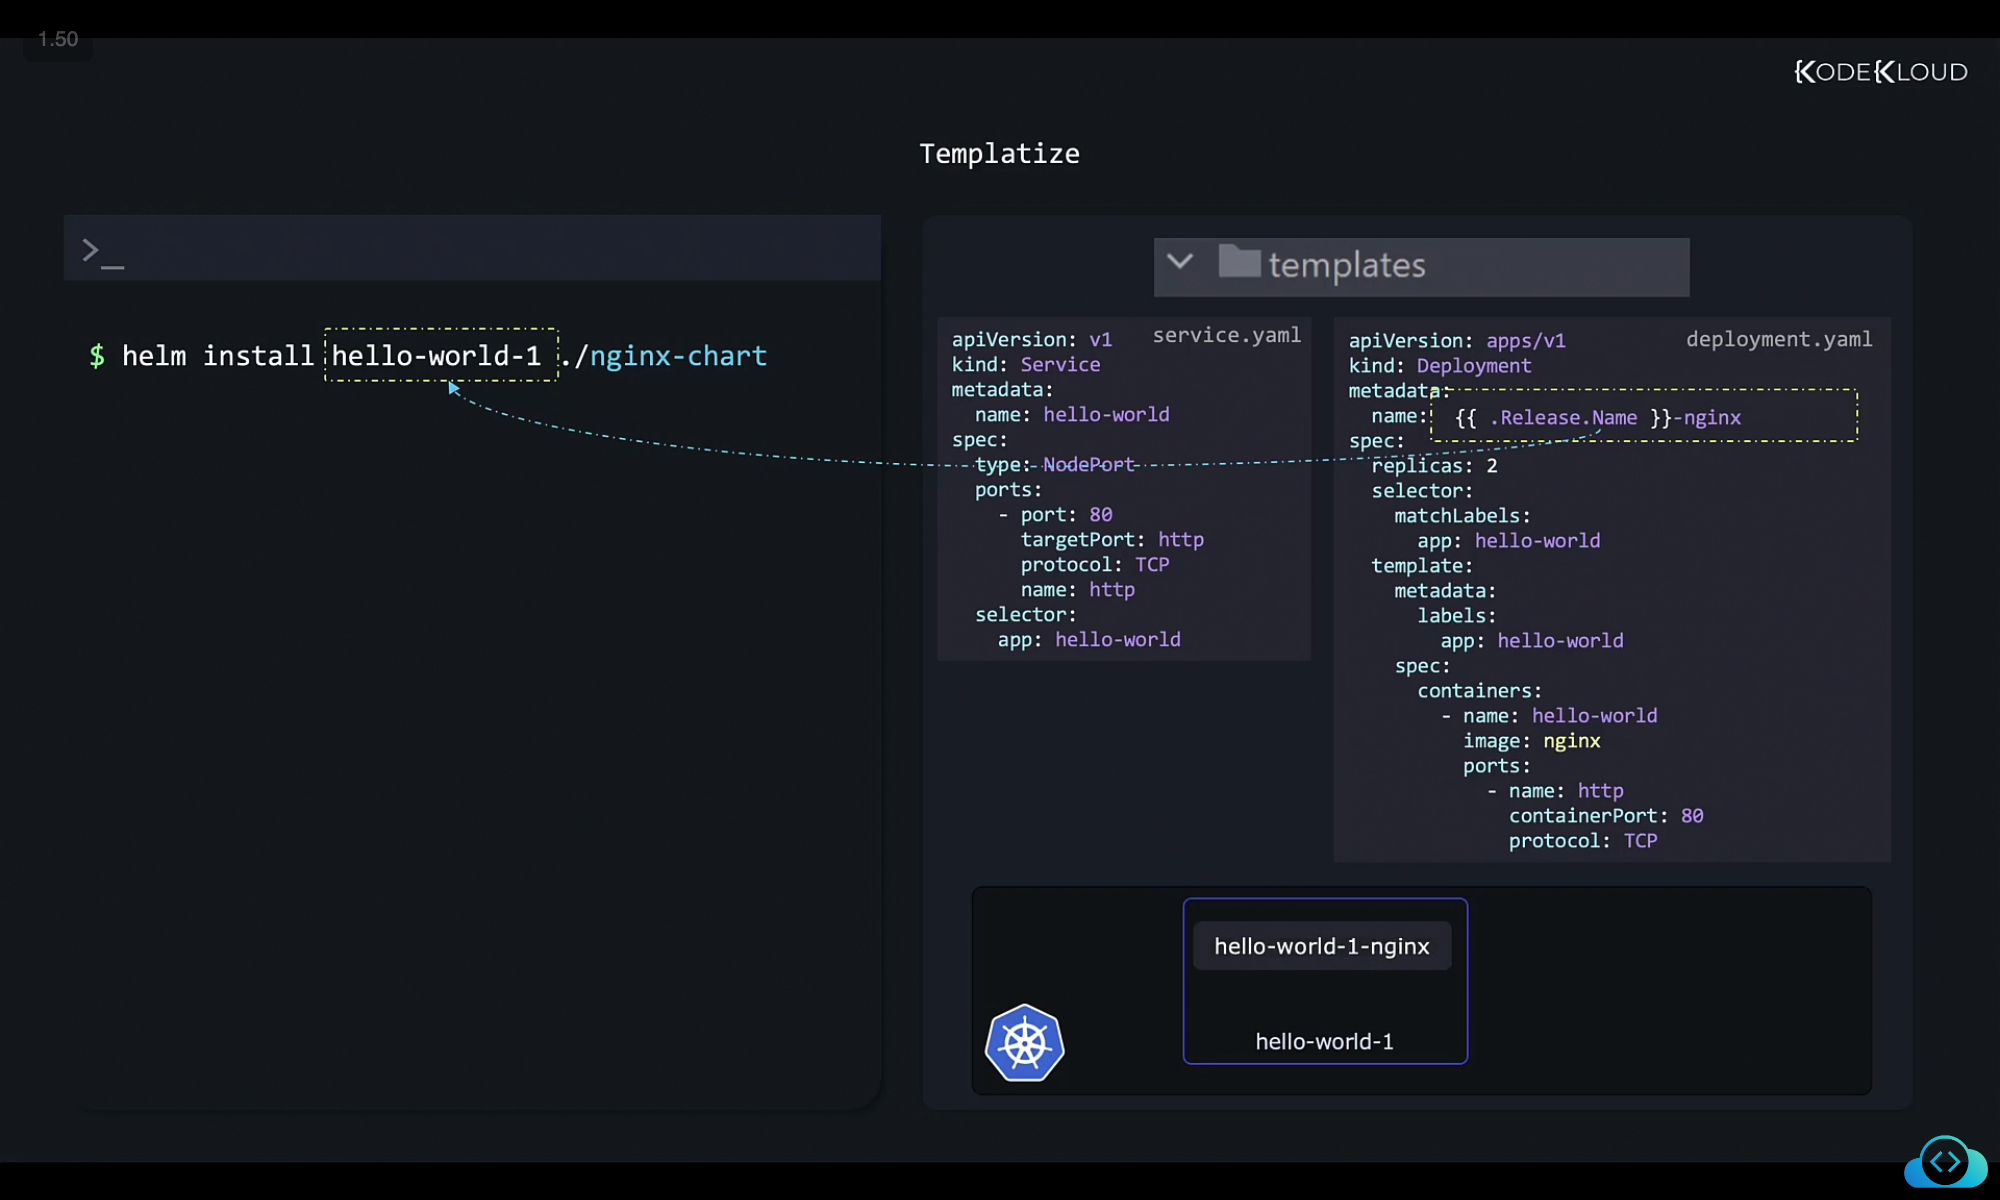 1.50
KODEKLOUD
Templatize
>_
$ helm install hello-world-1 ./nginx-chart
templates
service.yaml
apiVersion: v1
kind: Service
metadata:
  name: hello-world
spec:
  type: NodePort
  ports:
    - port: 80
      targetPort: http
      protocol: TCP
      name: http
  selector:
    app: hello-world
deployment.yaml
apiVersion: apps/v1
kind: Deployment
metadata:
  name: {{ .Release.Name }}-nginx
spec:
  replicas: 2
  selector:
    matchLabels:
      app: hello-world
  template:
    metadata:
      labels:
        app: hello-world
    spec:
      containers:
        - name: hello-world
          image: nginx
          ports:
            - name: http
              containerPort: 80
              protocol: TCP
hello-world-1-nginx
hello-world-1